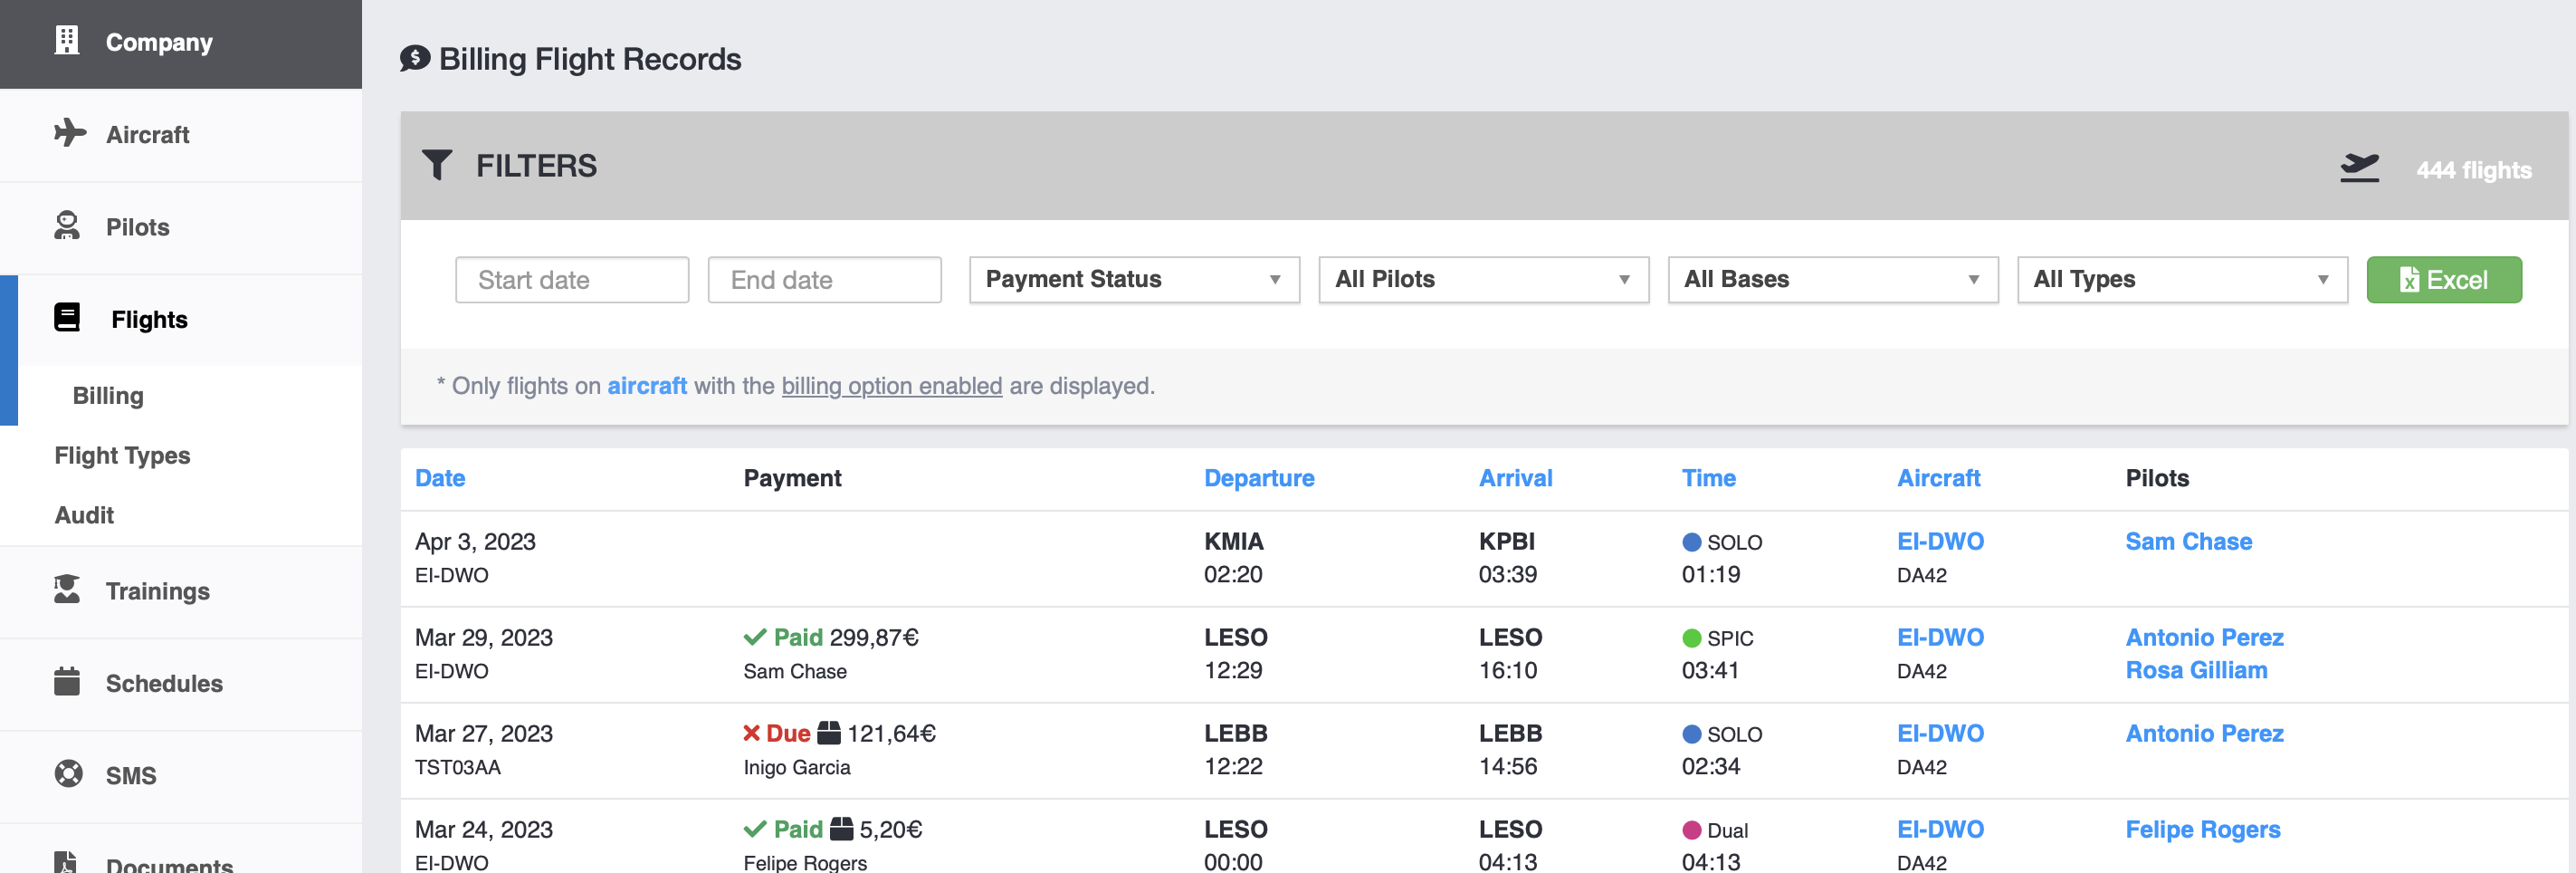 Company
Aircraft
Pilots
Flights
Billing
Flight Types
Audit
Trainings
Schedules
SMS
Documents
Billing Flight Records
FILTERS
444 flights
Start date
End date
Payment Status
All Pilots
All Bases
All Types
Excel
* Only flights on aircraft with the billing option enabled are displayed.
Date Payment Departure Arrival Time Aircraft Pilots
Apr 3, 2023 KMIA KPBI SOLO EI-DWO Sam Chase
EI-DWO 02:20 03:39 01:19 DA42
Mar 29, 2023 Paid 299,87€ LESO LESO SPIC EI-DWO Antonio Perez
EI-DWO Sam Chase 12:29 16:10 03:41 DA42 Rosa Gilliam
Mar 27, 2023 Due 121,64€ LEBB LEBB SOLO EI-DWO Antonio Perez
TST03AA Inigo Garcia 12:22 14:56 02:34 DA42
Mar 24, 2023 Paid 5,20€ LESO LESO Dual EI-DWO Felipe Rogers
EI-DWO Felipe Rogers 00:00 04:13 04:13 DA42